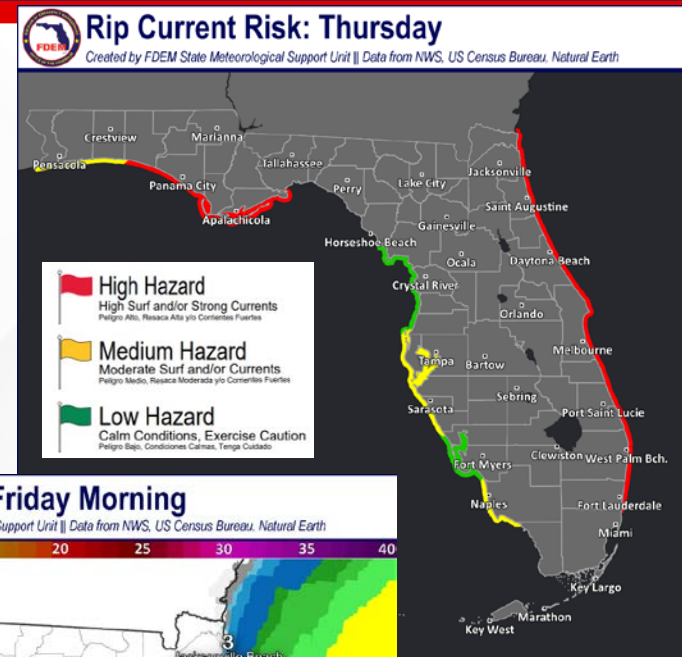 Rip Current Risk: Thursday
Created by FDEM State Meteorological Support Unit || Data from NWS, US Census Bureau. Natural Earth
FDEM
Crestview
Marianna
Pensacola
Tallahassee
Panama City
Apalachicola
Perry
Lake City
Jacksonville
Saint Augustine
Gainesville
Horseshoe Beach
Ocala
Daytona Beach
Crystal River
Orlando
Melbourne
Tampa
Bartow
Sebring
Sarasota
Port Saint Lucie
Clewiston
West Palm Bch.
Fort Myers
Naples
Fort Lauderdale
Miami
Key Largo
Marathon
Key West
High Hazard
High Surf and/or Strong Currents
Peligro Alto, Resaca Alta y/o Corrientes Fuertes
Medium Hazard
Moderate Surf and/or Currents
Peligro Medio, Resaca Moderada y/o Corrientes Fuertes
Low Hazard
Calm Conditions, Exercise Caution
Peligro Bajo, Condiciones Calmas, Tenga Cuidado
Friday Morning
Support Unit || Data from NWS, US Census Bureau. Natural Earth
20 25 30 35 40
3